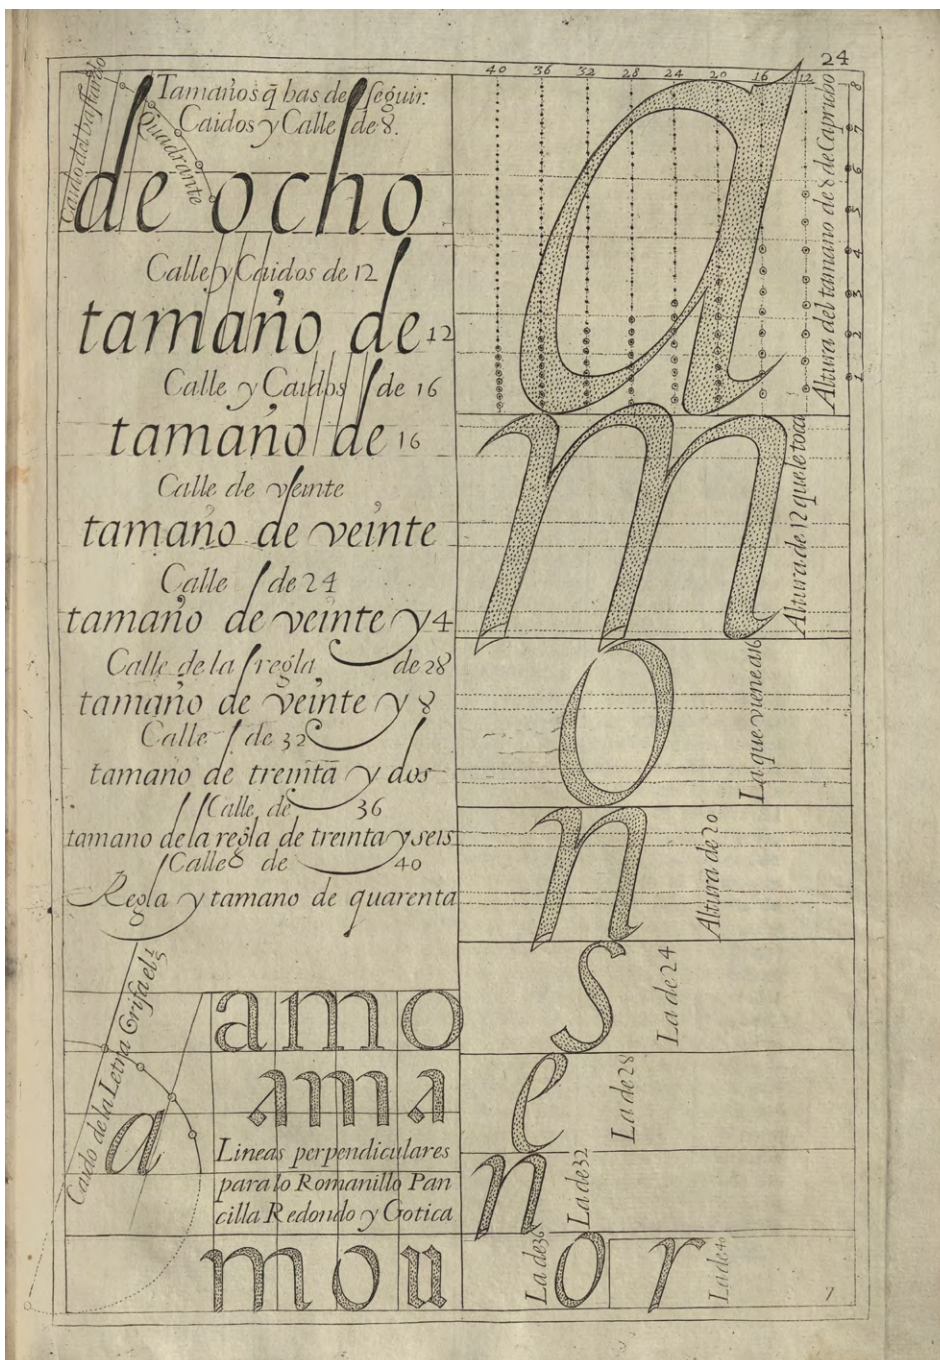 24
Caido del bastardo
Quadrante
Tamaños q̄ has de seguir:
Caidos y Calle de 8.
de ocho
Calle y Caidos de 12
tamaño de 12
Calle y Caidos de 16
tamaño de 16
Calle de veinte
tamaño de veinte
Calle de 24
tamaño de veinte y 4
Calle de la regla, de 28
tamaño de veinte y 8
Calle de 32
tamano de treinta y dos
Calle, de 36
tamano de la regla de treinta y seis
Calle de 40
Regla y tamano de quarenta
Caido de la Letra Grifa el
a
amo
ama
Lineas perpendiculares
para lo Romanillo Pan
cilla Redondo y Gotica
mou
40 36 32 28 24 20 16 12
8
7
6
5
4
3
2
1
a
Altura del tamano de 8 de Caprubo
m
Altura de 12 que le toca
o
La que viene a 16
n
Altura de 20
s
La de 24
e
La de 28
n
La de 32
La de 36
o
r
La de 40
7